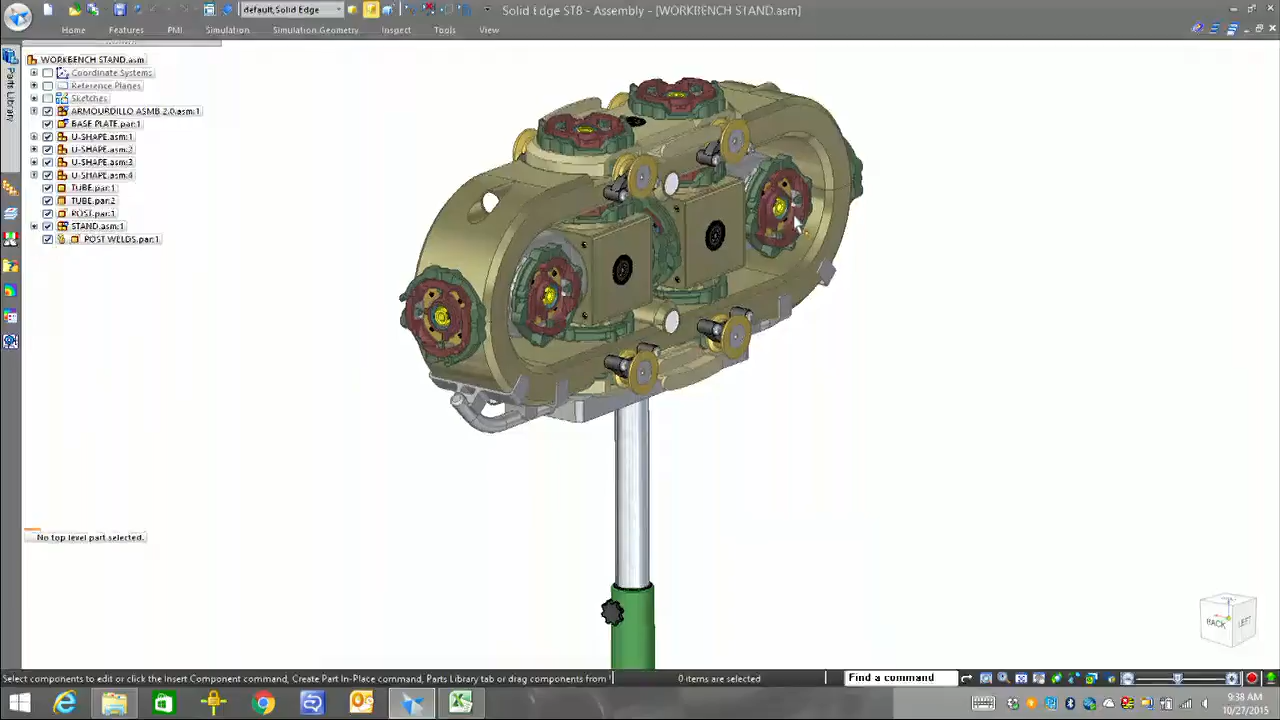 default,Solid Edge
Solid Edge ST8 - Assembly - [WORKBENCH STAND.asm]
Home Features PMI Simulation Simulation Geometry Inspect Tools View
Parts Library
WORKBENCH STAND.asm
Coordinate Systems
Reference Planes
Sketches
ARMOURDILLO ASMB 2.0.asm:1
BASE PLATE.par:1
U-SHAPE.asm:1
U-SHAPE.asm:2
U-SHAPE.asm:3
U-SHAPE.asm:4
TUBE.par:1
TUBE.par:2
POST.par:1
STAND.asm:1
POST WELDS.par:1
No top level part selected.
BACK LEFT
Select components to edit or click the Insert Component command, Create Part In-Place command, Parts Library tab or drag components from 0 items are selected Find a command
9:38 AM
10/27/2015